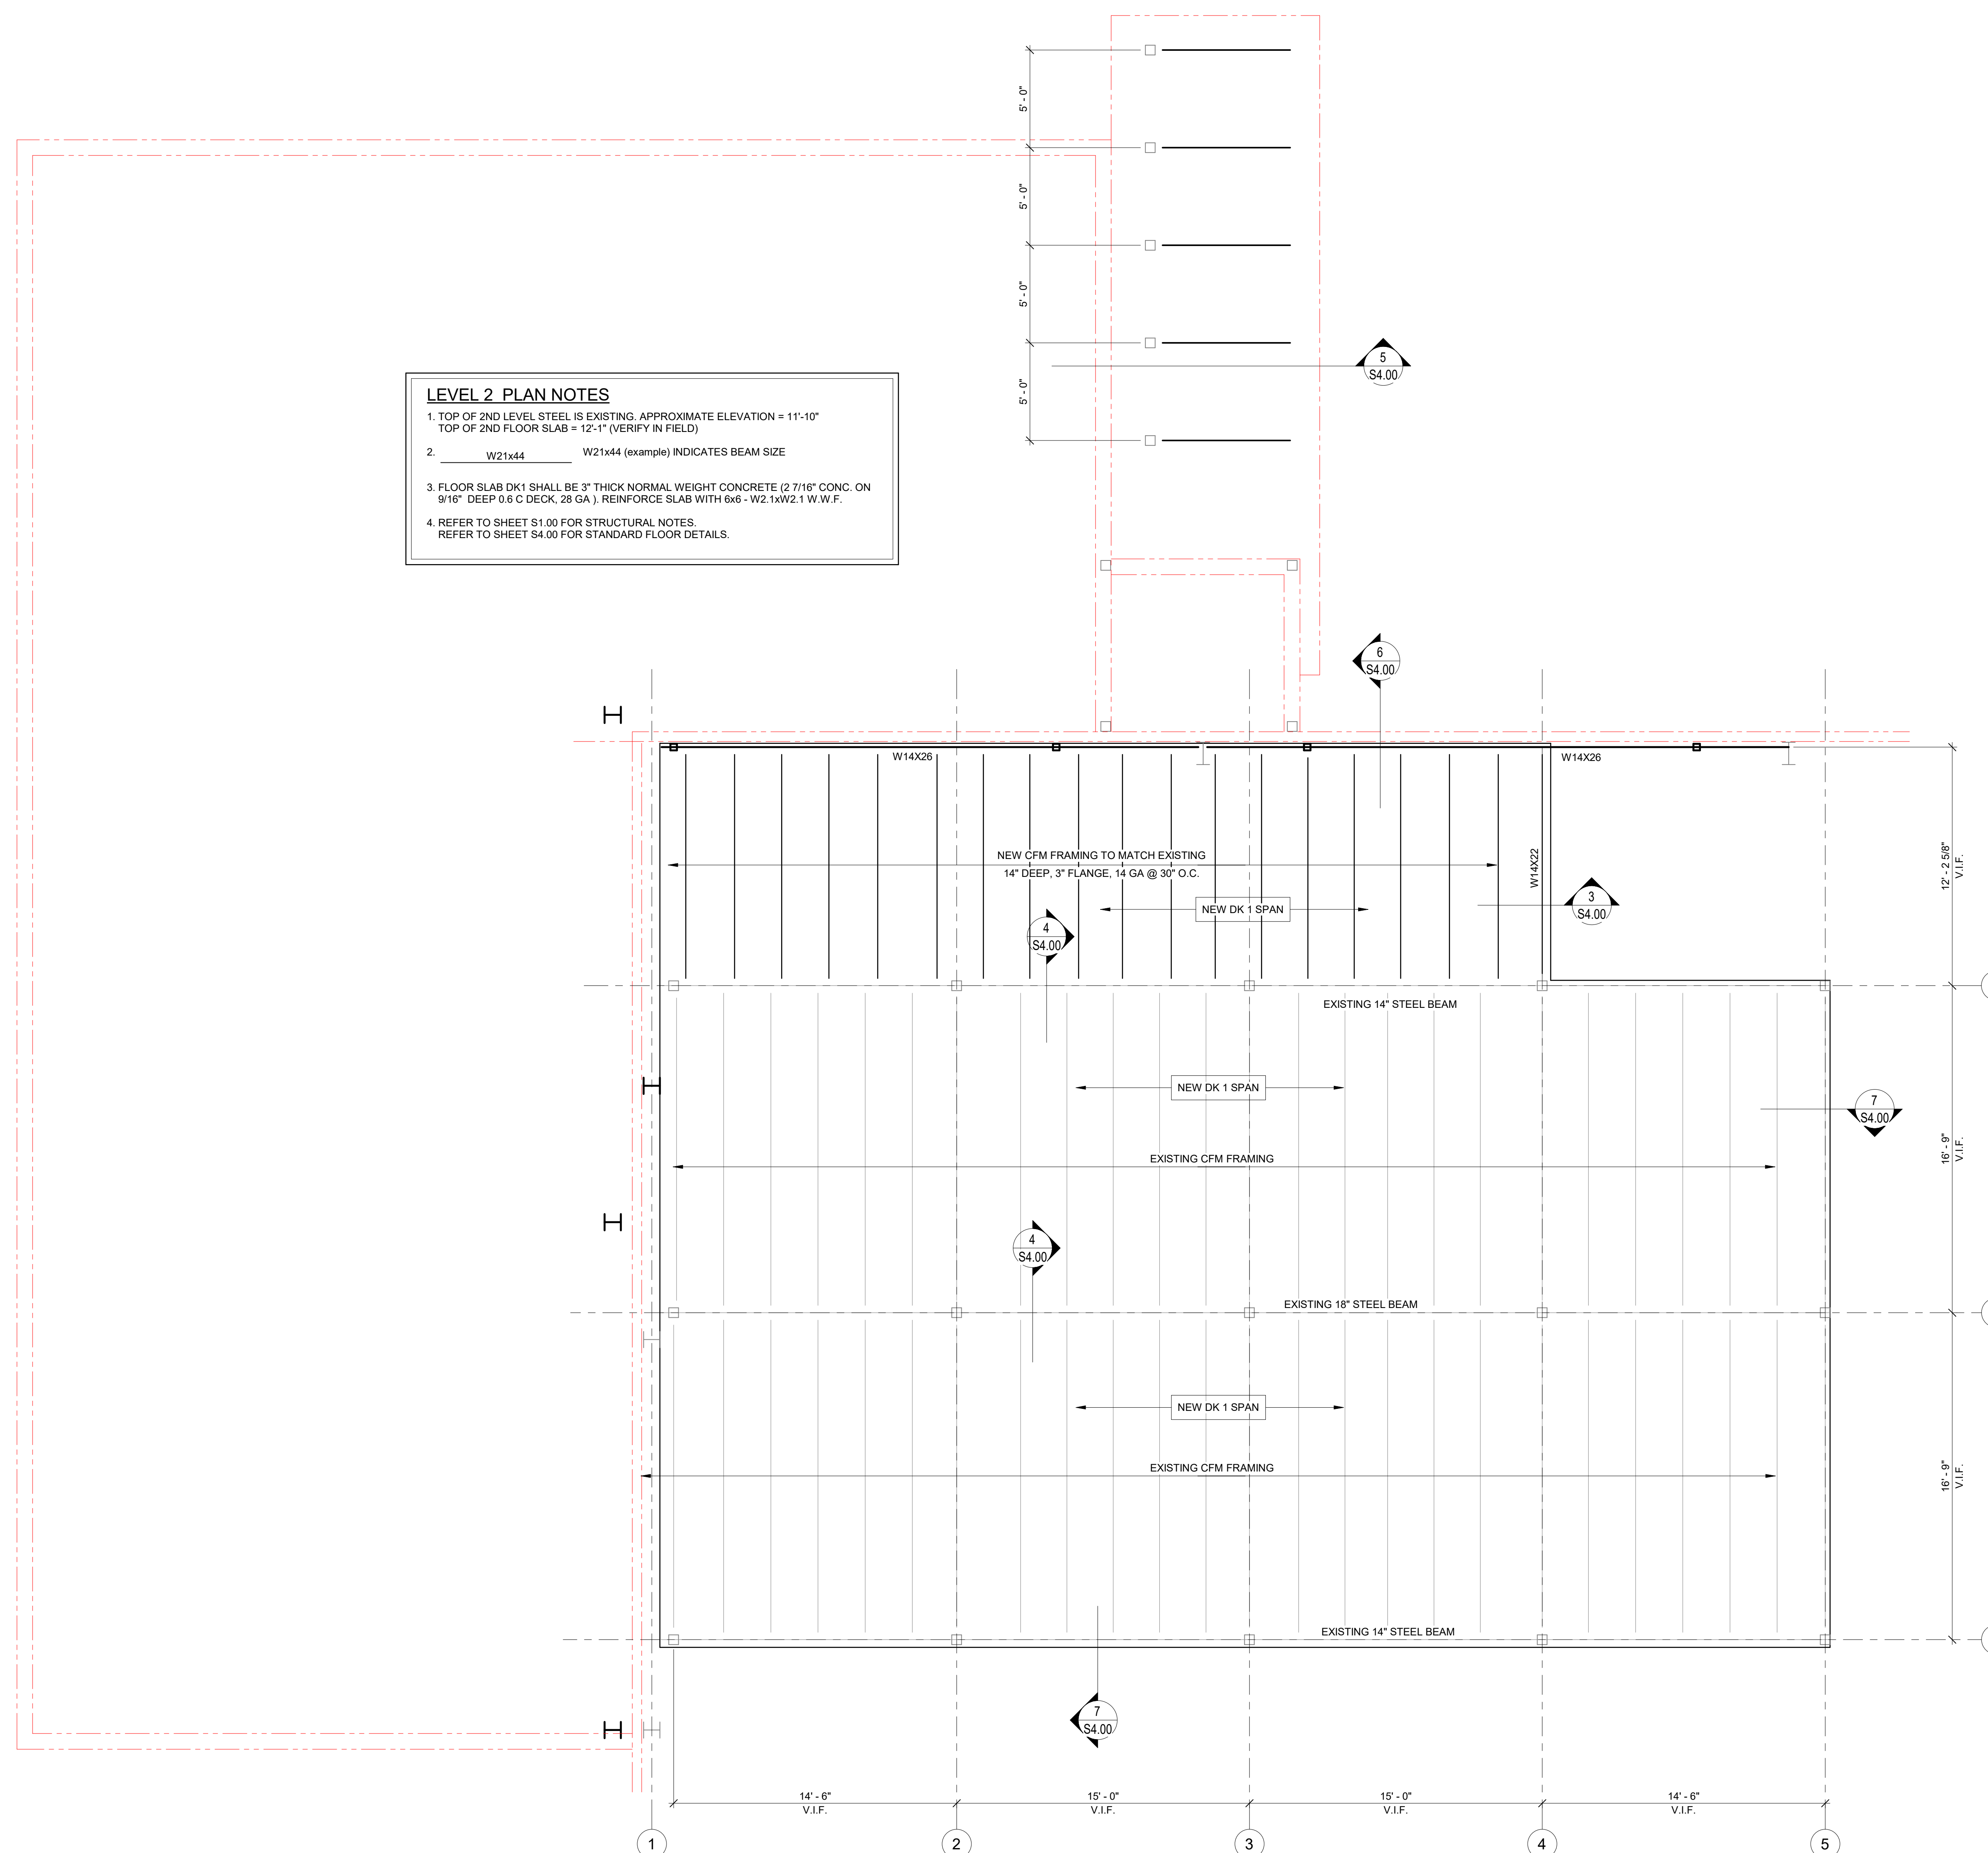 5' - 0"
5' - 0"
5' - 0"
5' - 0"
5
S4.00
LEVEL 2 PLAN NOTES
1. TOP OF 2ND LEVEL STEEL IS EXISTING. APPROXIMATE ELEVATION = 11'-10"
TOP OF 2ND FLOOR SLAB = 12'-1" (VERIFY IN FIELD)
2. W21x44 W21x44 (example) INDICATES BEAM SIZE
3. FLOOR SLAB DK1 SHALL BE 3" THICK NORMAL WEIGHT CONCRETE (2 7/16" CONC. ON
9/16" DEEP 0.6 C DECK, 28 GA ). REINFORCE SLAB WITH 6x6 - W2.1xW2.1 W.W.F.
4. REFER TO SHEET S1.00 FOR STRUCTURAL NOTES.
REFER TO SHEET S4.00 FOR STANDARD FLOOR DETAILS.
6
S4.00
W14X26
W14X26
NEW CFM FRAMING TO MATCH EXISTING
14" DEEP, 3" FLANGE, 14 GA @ 30" O.C.
W14X22
12' - 2 5/8"
V.I.F.
NEW DK 1 SPAN
3
S4.00
4
S4.00
EXISTING 14" STEEL BEAM
NEW DK 1 SPAN
7
S4.00
16' - 9"
V.I.F.
EXISTING CFM FRAMING
4
S4.00
EXISTING 18" STEEL BEAM
NEW DK 1 SPAN
EXISTING CFM FRAMING
16' - 9"
V.I.F.
EXISTING 14" STEEL BEAM
7
S4.00
14' - 6"
V.I.F.
15' - 0"
V.I.F.
15' - 0"
V.I.F.
14' - 6"
V.I.F.
1
2
3
4
5